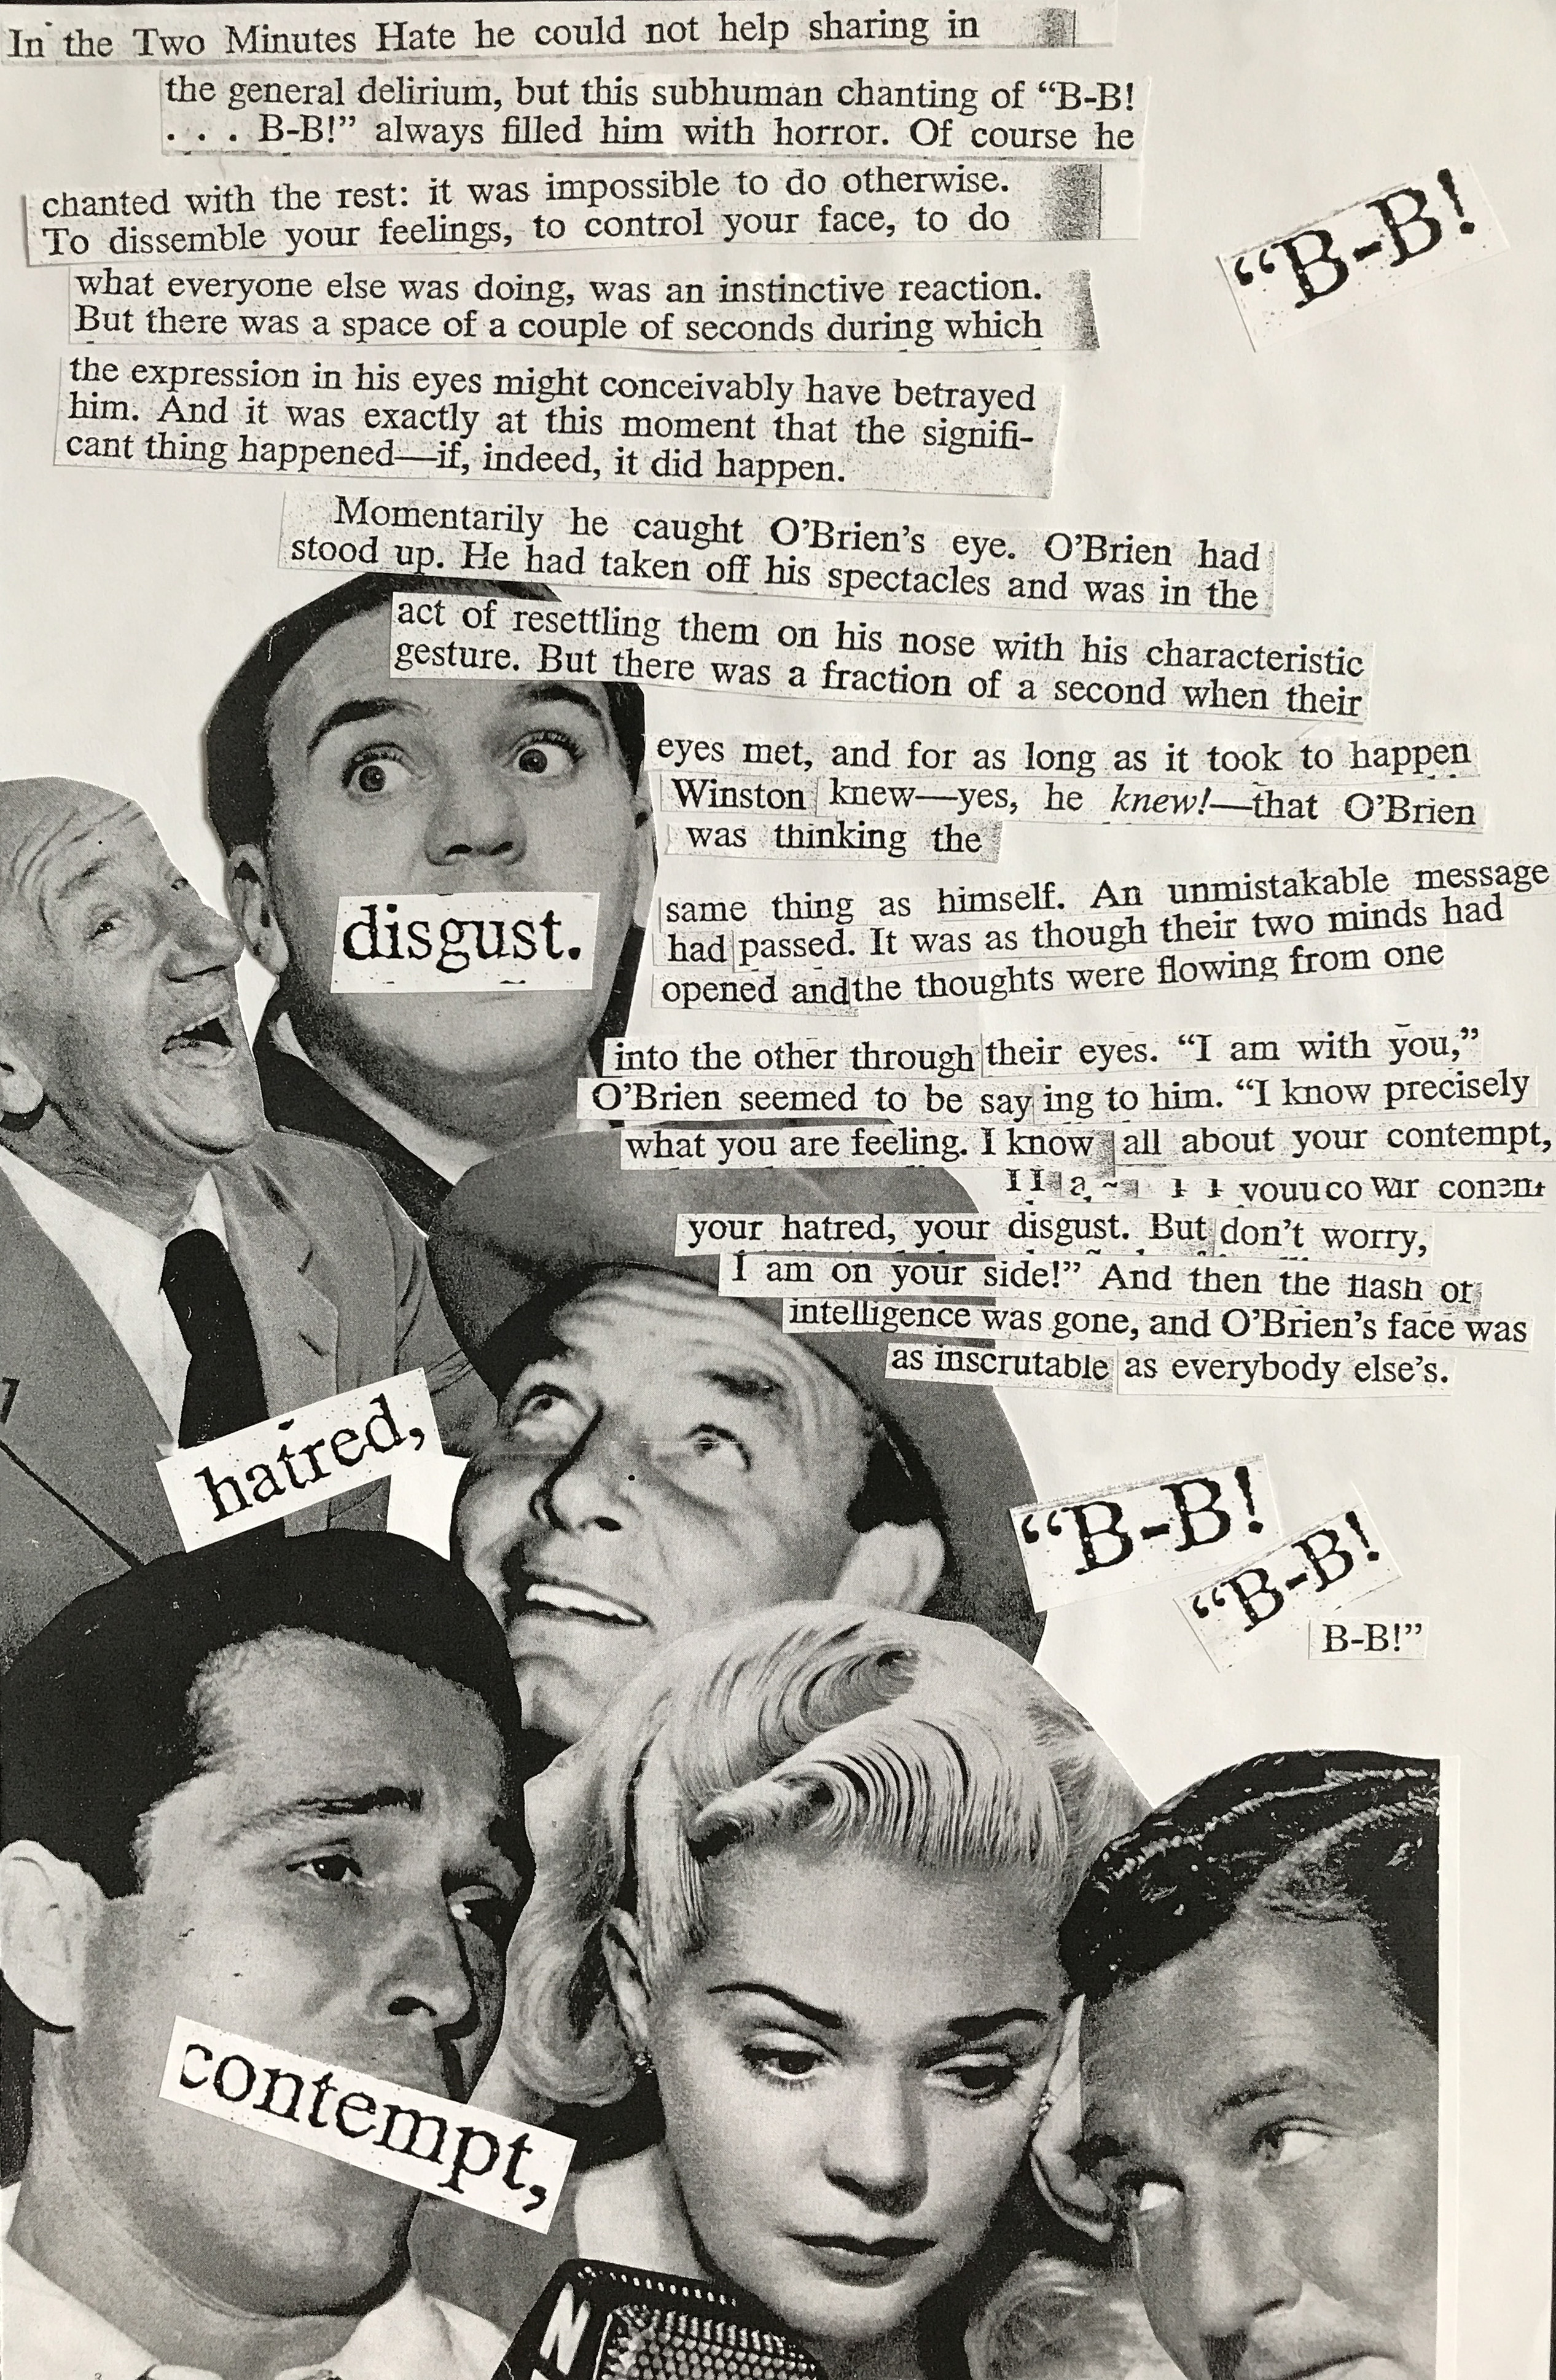 In the Two Minutes Hate he could not help sharing in
the general delirium, but this subhuman chanting of “B-B!
. . . B-B!” always filled him with horror. Of course he
chanted with the rest: it was impossible to do otherwise.
To dissemble your feelings, to control your face, to do
what everyone else was doing, was an instinctive reaction.
But there was a space of a couple of seconds during which
the expression in his eyes might conceivably have betrayed
him. And it was exactly at this moment that the signifi-
cant thing happened—if, indeed, it did happen.
“B-B!
Momentarily he caught O’Brien’s eye. O’Brien had
stood up. He had taken off his spectacles and was in the
act of resettling them on his nose with his characteristic
gesture. But there was a fraction of a second when their
eyes met, and for as long as it took to happen
Winston knew—yes, he knew!—that O’Brien
was thinking the
same thing as himself. An unmistakable message
had passed. It was as though their two minds had
opened and the thoughts were flowing from one
into the other through their eyes. “I am with you,”
O’Brien seemed to be say ing to him. “I know precisely
what you are feeling. I know all about your contempt,
your hatred, your disgust. But don’t worry,
I am on your side!” And then the flash of
intelligence was gone, and O’Brien’s face was
as inscrutable as everybody else’s.
disgust.
hatred,
“B-B!
“B-B!
B-B!”
contempt,
N